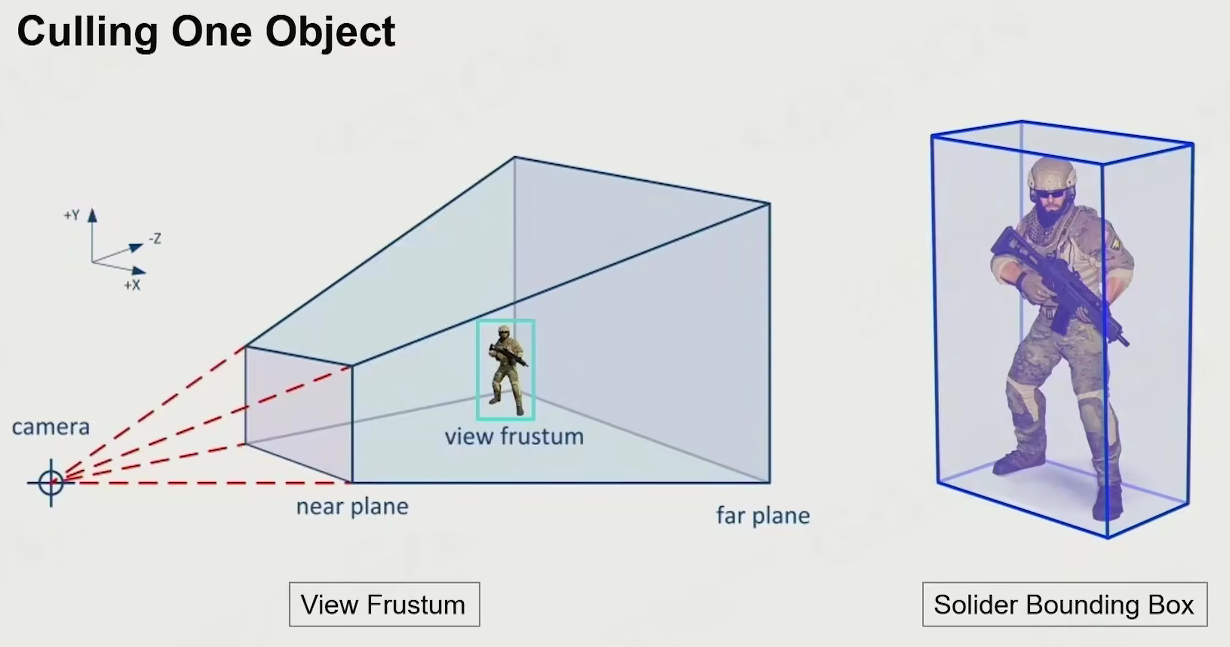 Culling One Object
+Y
-Z
+X
camera
view frustum
near plane
far plane
View Frustum
Solider Bounding Box